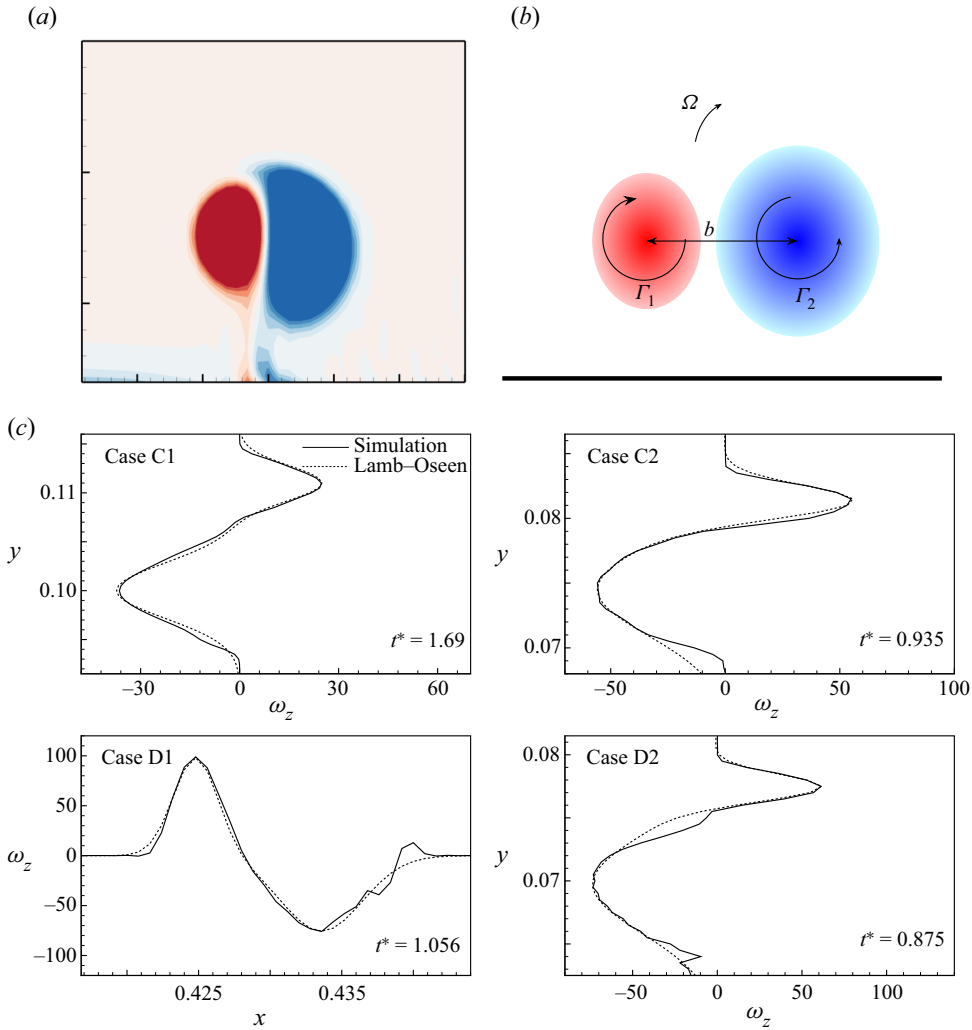 (a)
(b)
Ω
b
Γ1
Γ2
(c)
Case C1
Simulation
Lamb–Oseen
0.11
y
0.10
t* = 1.69
–30 0 30 60
ωz
Case C2
0.08
y
0.07
t* = 0.935
–50 0 50 100
ωz
Case D1
100
50
ωz 0
–50
–100
t* = 1.056
0.425 0.435
x
Case D2
0.08
y
0.07
t* = 0.875
–50 0 50 100
ωz